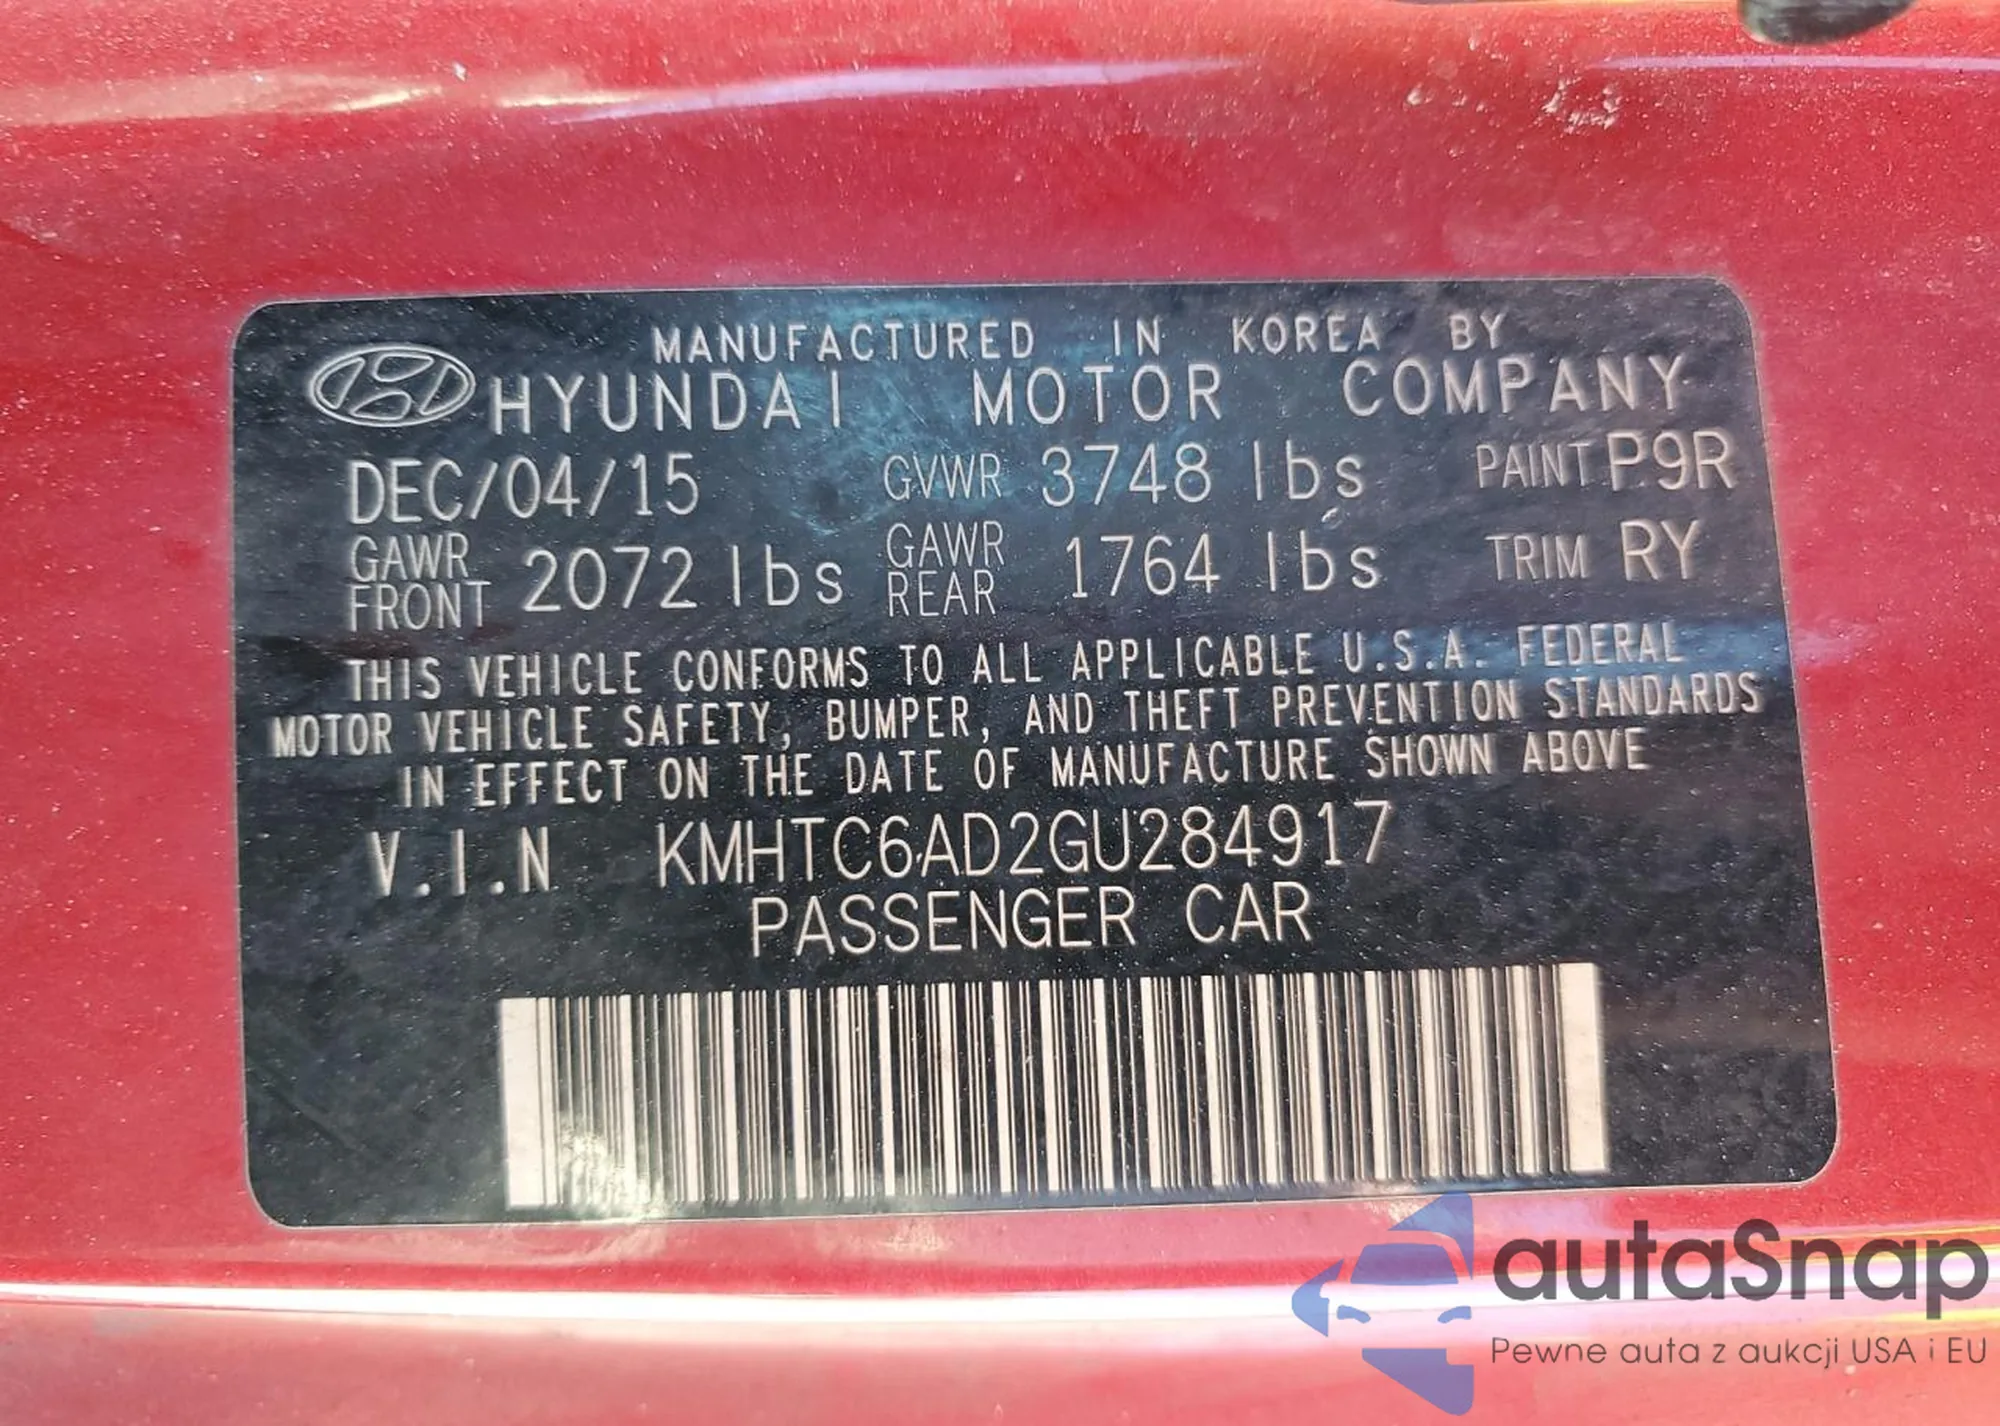 MANUFACTURED IN KOREA BY
HYUNDAI MOTOR COMPANY
DEC/04/15 GVWR 3748 lbs PAINT P9R
GAWR FRONT 2072 lbs GAWR REAR 1764 lbs TRIM RY
THIS VEHICLE CONFORMS TO ALL APPLICABLE U.S.A. FEDERAL
MOTOR VEHICLE SAFETY, BUMPER, AND THEFT PREVENTION STANDARDS
IN EFFECT ON THE DATE OF MANUFACTURE SHOWN ABOVE
V.I.N KMHTC6AD2GU284917
PASSENGER CAR
autaSnap
Pewne auta z aukcji USA i EU